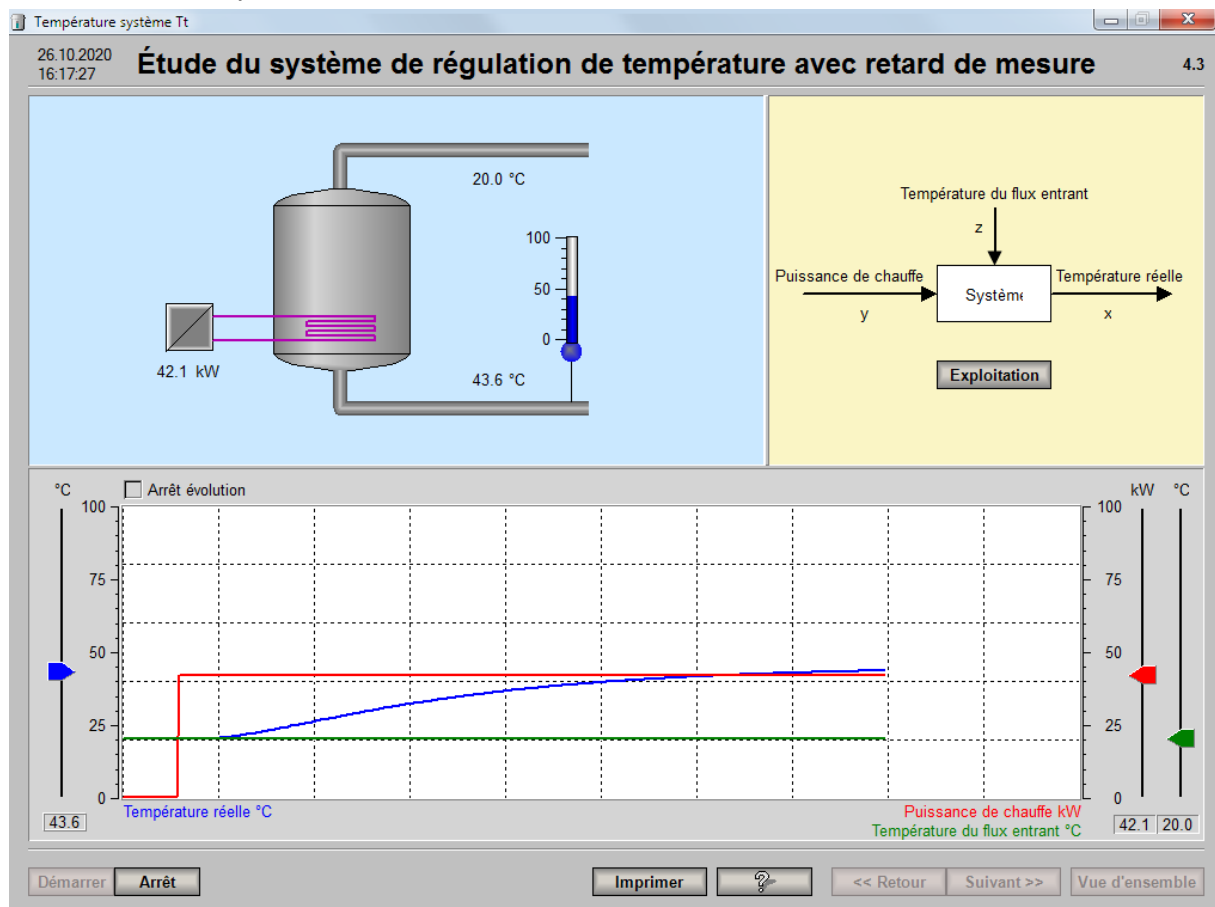 Température système Tt
26.10.2020
16:17:27
Étude du système de régulation de température avec retard de mesure
4.3
20.0 °C
100
50
0
42.1 kW
43.6 °C
Température du flux entrant
z
Puissance de chauffe
Système
Température réelle
y
x
Exploitation
°C
Arrêt évolution
kW °C
100
75
50
25
0
100
75
50
25
0
Température réelle °C
Puissance de chauffe kW
Température du flux entrant °C
43.6
42.1
20.0
Démarrer
Arrêt
Imprimer
?
<< Retour
Suivant >>
Vue d'ensemble